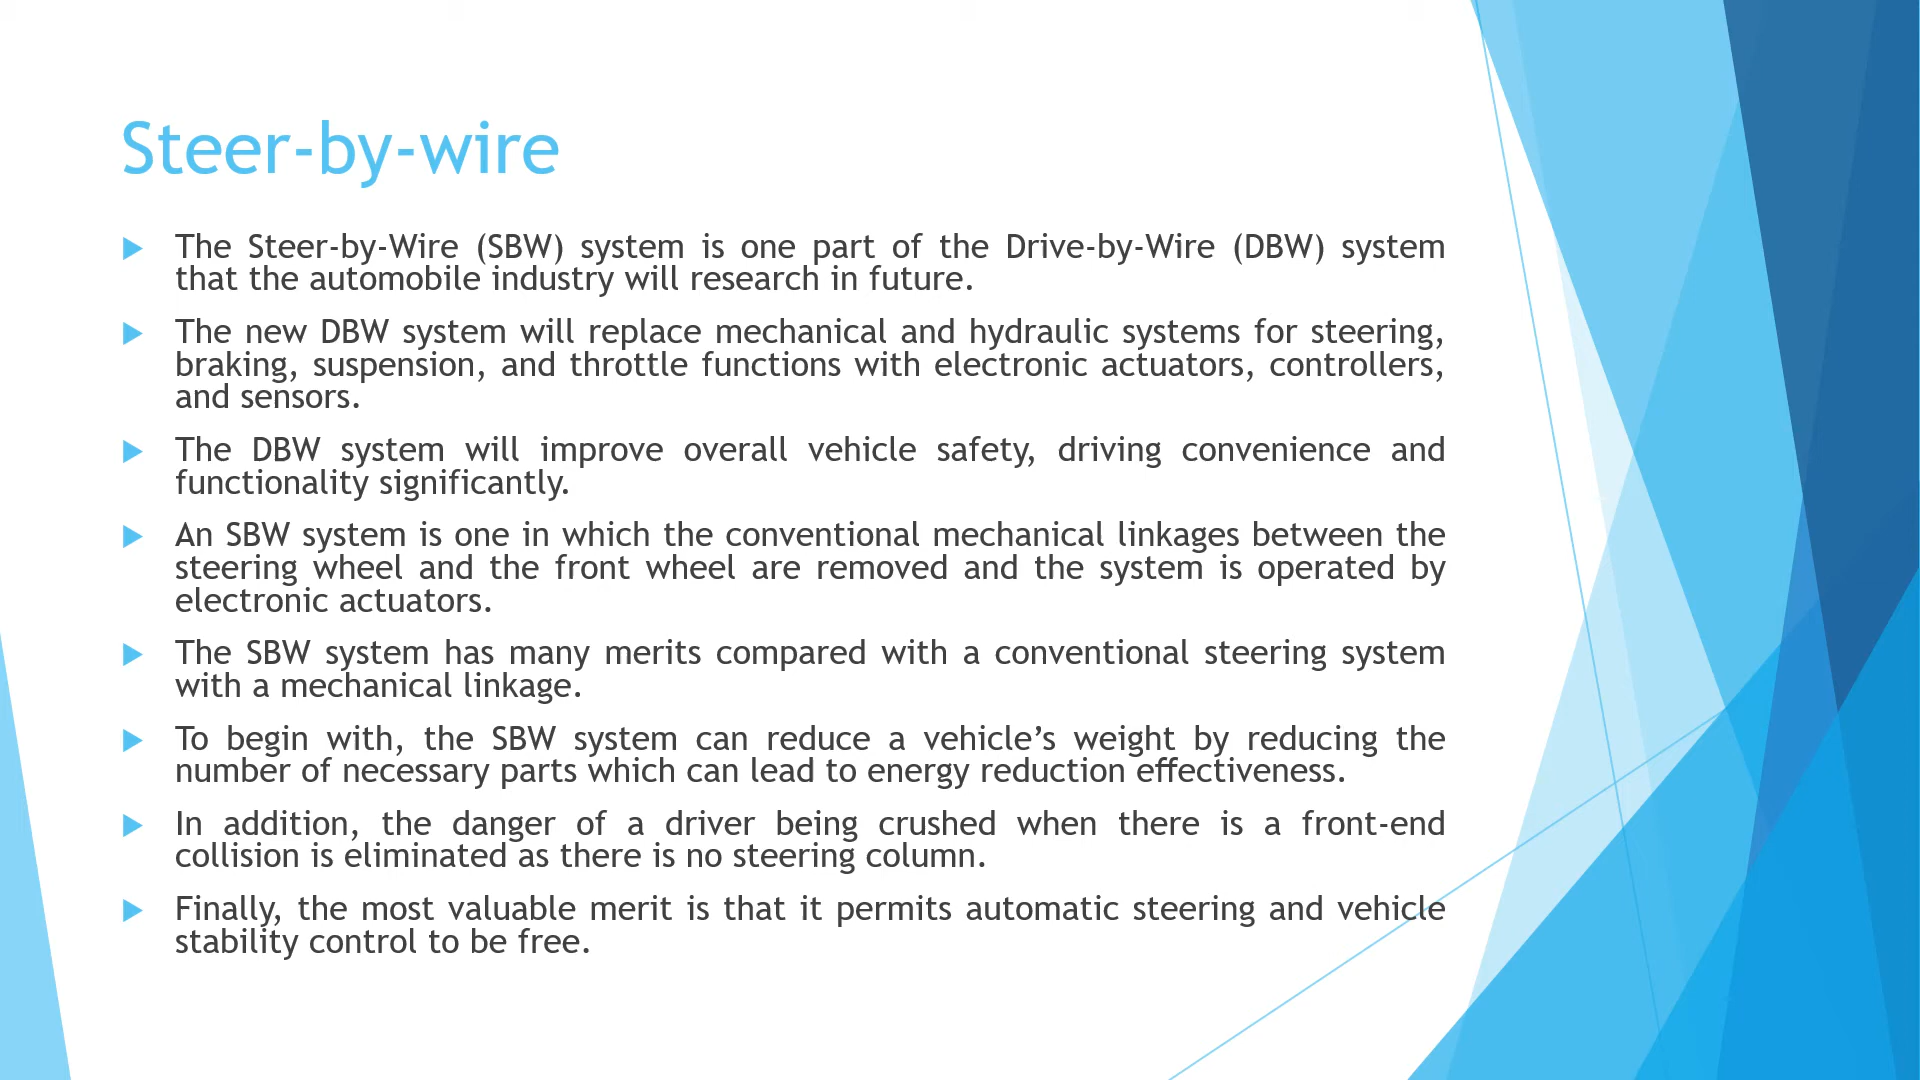 Steer-by-wire
The Steer-by-Wire (SBW) system is one part of the Drive-by-Wire (DBW) system
that the automobile industry will research in future.
The new DBW system will replace mechanical and hydraulic systems for steering,
braking, suspension, and throttle functions with electronic actuators, controllers,
and sensors.
The DBW system will improve overall vehicle safety, driving convenience and
functionality significantly.
An SBW system is one in which the conventional mechanical linkages between the
steering wheel and the front wheel are removed and the system is operated by
electronic actuators.
The SBW system has many merits compared with a conventional steering system
with a mechanical linkage.
To begin with, the SBW system can reduce a vehicle’s weight by reducing the
number of necessary parts which can lead to energy reduction effectiveness.
In addition, the danger of a driver being crushed when there is a front-end
collision is eliminated as there is no steering column.
Finally, the most valuable merit is that it permits automatic steering and vehicle
stability control to be free.